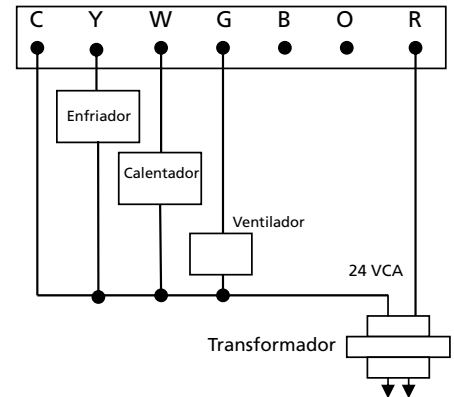 C Y W G B O R
Enfriador
Calentador
Ventilador
24 VCA
Transformador